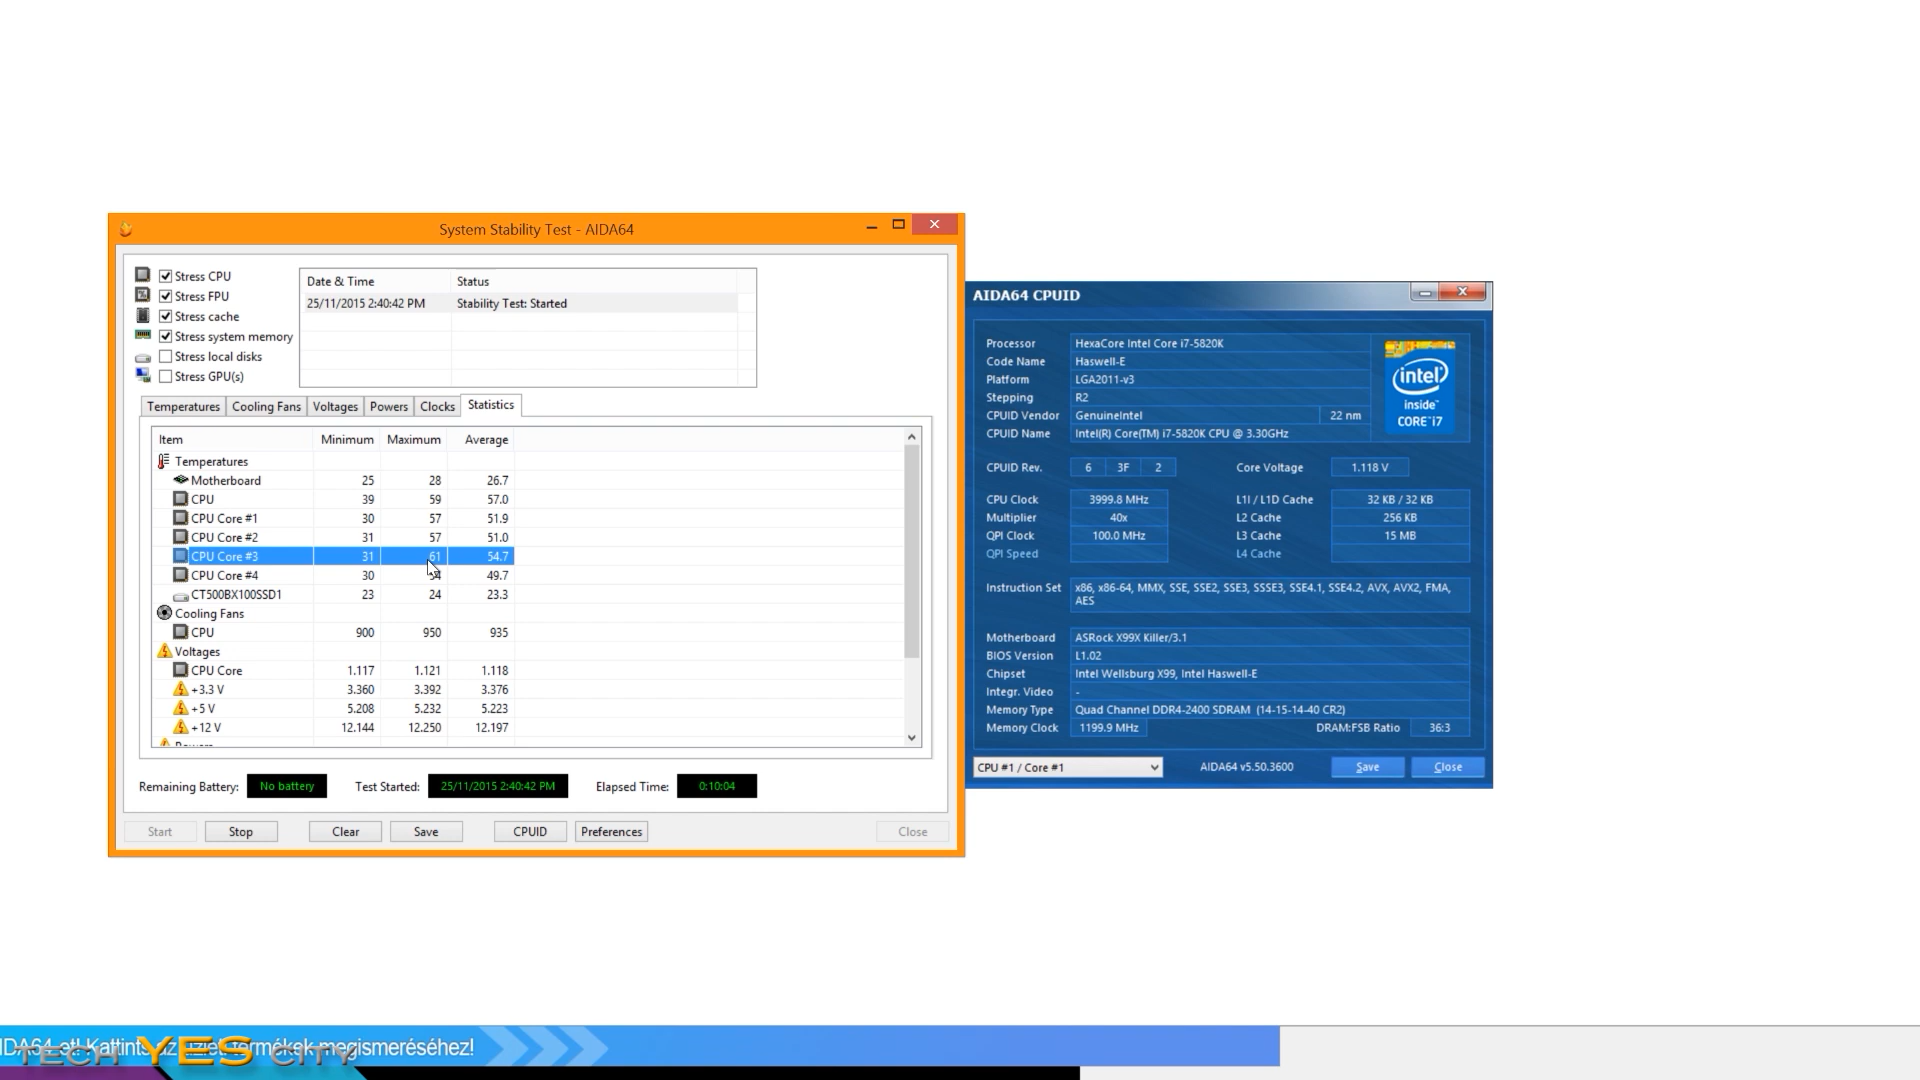 System Stability Test - AIDA64
Stress CPU
Stress FPU
Stress cache
Stress system memory
Stress local disks
Stress GPU(s)
Date & Time Status
25/11/2015 2:40:42 PM Stability Test: Started
Temperatures Cooling Fans Voltages Powers Clocks Statistics
Item Minimum Maximum Average
Temperatures
Motherboard 25 28 26.7
CPU 39 59 57.0
CPU Core #1 30 57 51.9
CPU Core #2 31 57 51.0
CPU Core #3 31 61 54.7
CPU Core #4 30 54 49.7
CT500BX100SSD1 23 24 23.3
Cooling Fans
CPU 900 950 935
Voltages
CPU Core 1.117 1.121 1.118
+3.3 V 3.360 3.392 3.376
+5 V 5.208 5.232 5.223
+12 V 12.144 12.250 12.197
Remaining Battery: No battery Test Started: 25/11/2015 2:40:42 PM Elapsed Time: 0:10:04
Start Stop Clear Save CPUID Preferences Close
AIDA64 CPUID
Processor HexaCore Intel Core i7-5820K
Code Name Haswell-E
Platform LGA2011-v3
Stepping R2
CPUID Vendor GenuineIntel 22 nm
CPUID Name Intel(R) Core(TM) i7-5820K CPU @ 3.30GHz
intel
inside™
CORE™i7
CPUID Rev. 6 3F 2 Core Voltage 1.118 V
CPU Clock 3999.8 MHz L1I / L1D Cache 32 KB / 32 KB
Multiplier 40x L2 Cache 256 KB
QPI Clock 100.0 MHz L3 Cache 15 MB
QPI Speed L4 Cache
Instruction Set x86, x86-64, MMX, SSE, SSE2, SSE3, SSSE3, SSE4.1, SSE4.2, AVX, AVX2, FMA,
AES
Motherboard ASRock X99X Killer/3.1
BIOS Version L1.02
Chipset Intel Wellsburg X99, Intel Haswell-E
Integr. Video -
Memory Type Quad Channel DDR4-2400 SDRAM (14-15-14-40 CR2)
Memory Clock 1199.9 MHz DRAM:FSB Ratio 36:3
CPU #1 / Core #1 AIDA64 v5.50.3600 Save Close
termékek megismeréséhez!
TECH YES CITY